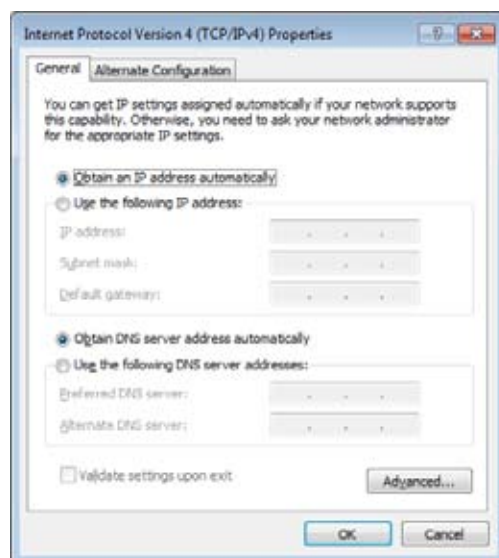 Internet Protocol Version 4 (TCP/IPv4) Properties
General
Alternate Configuration
You can get IP settings assigned automatically if your network supports
this capability. Otherwise, you need to ask your network administrator
for the appropriate IP settings.
Obtain an IP address automatically
Use the following IP address:
IP address:
Subnet mask:
Default gateway:
Obtain DNS server address automatically
Use the following DNS server addresses:
Preferred DNS server:
Alternate DNS server:
Validate settings upon exit
Advanced...
OK
Cancel